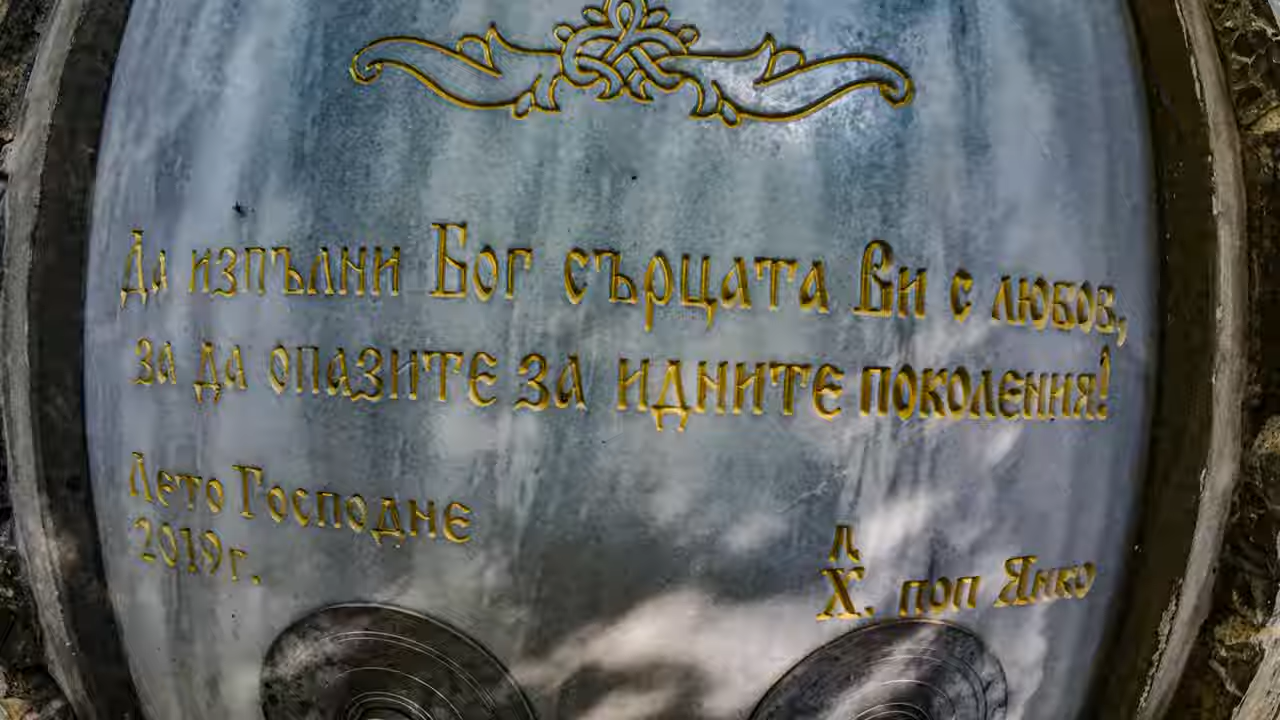 Да изпълни Бог сърцата Ви с любов,
за да опазите за идните поколения!
Лето Господне
2019 г.
Д
Х. поп Янко